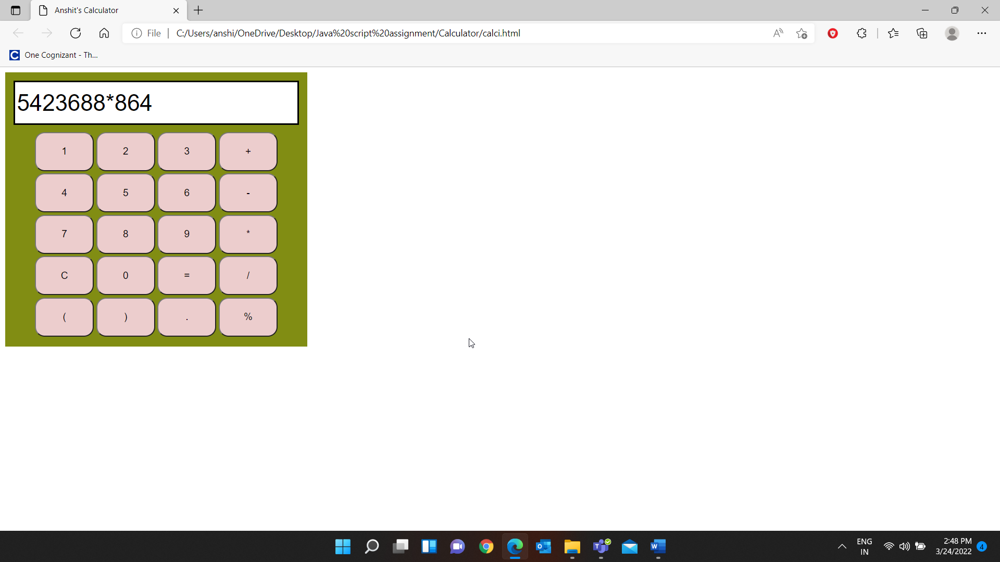 Anshit's Calculator
File C:/Users/anshi/OneDrive/Desktop/Java%20script%20assignment/Calculator/calci.html
One Cognizant - Th...
5423688*864
1 2 3 +
4 5 6 -
7 8 9 *
C 0 = /
( ) . %
ENG
IN
2:48 PM
3/24/2022
4